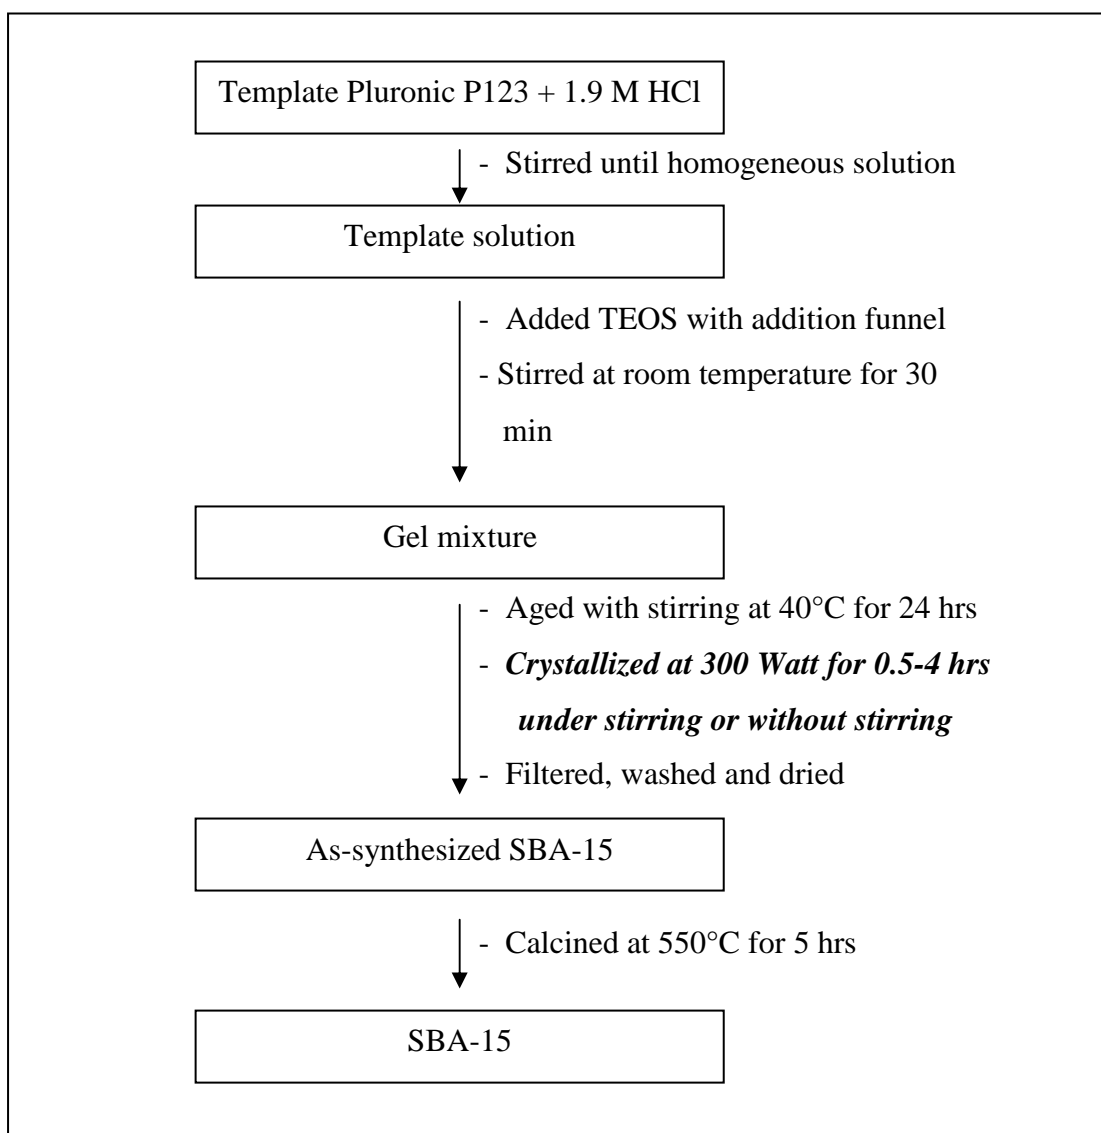 Template Pluronic P123 + 1.9 M HCl
- Stirred until homogeneous solution
Template solution
- Added TEOS with addition funnel
- Stirred at room temperature for 30
min
Gel mixture
- Aged with stirring at 40°C for 24 hrs
- Crystallized at 300 Watt for 0.5-4 hrs
under stirring or without stirring
- Filtered, washed and dried
As-synthesized SBA-15
- Calcined at 550°C for 5 hrs
SBA-15